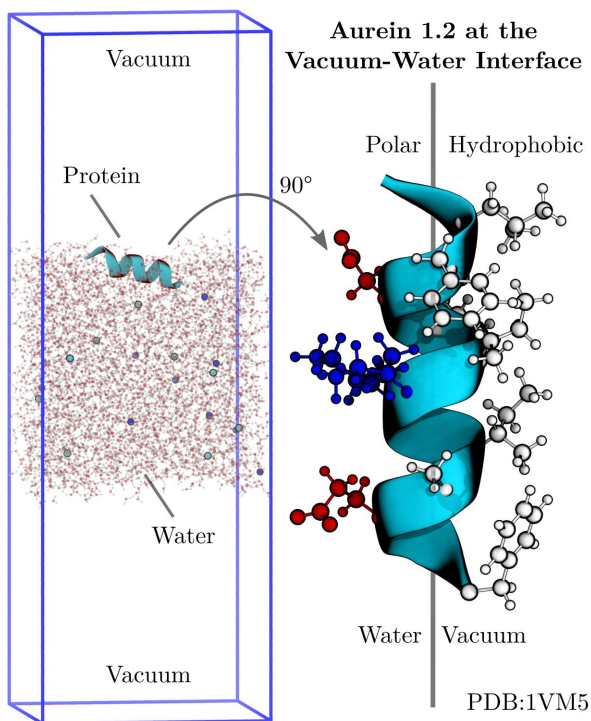 Vacuum
Aurein 1.2 at the
Vacuum-Water Interface
Polar
Hydrophobic
Protein
90°
Water
Water
Vacuum
Vacuum
PDB:1VM5